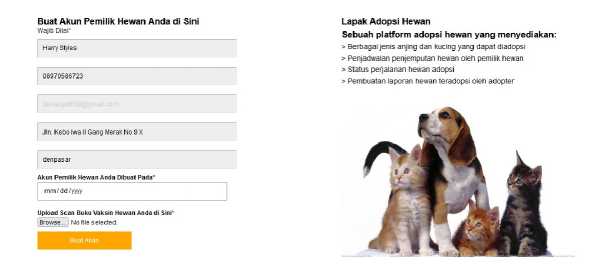 Buat Akun Pemilik Hewan Anda di Sini
Wajib Diisi*
Harry Styles
08970586723
Jln. Kebo Iwa II Gang Merak No 9 X
denpasar
Akun Pemilik Hewan Anda Dibuat Pada*
mm / dd / yyyy
Upload Scan Buku Vaksin Hewan Anda di Sini*
Browse... No file selected.
Buat Akun
Lapak Adopsi Hewan
Sebuah platform adopsi hewan yang menyediakan:
> Berbagai jenis anjing dan kucing yang dapat diadopsi
> Penjadwalan penjemputan hewan oleh pemilik hewan
> Status perjalanan hewan adopsi
> Pembuatan laporan hewan teradopsi oleh adopter